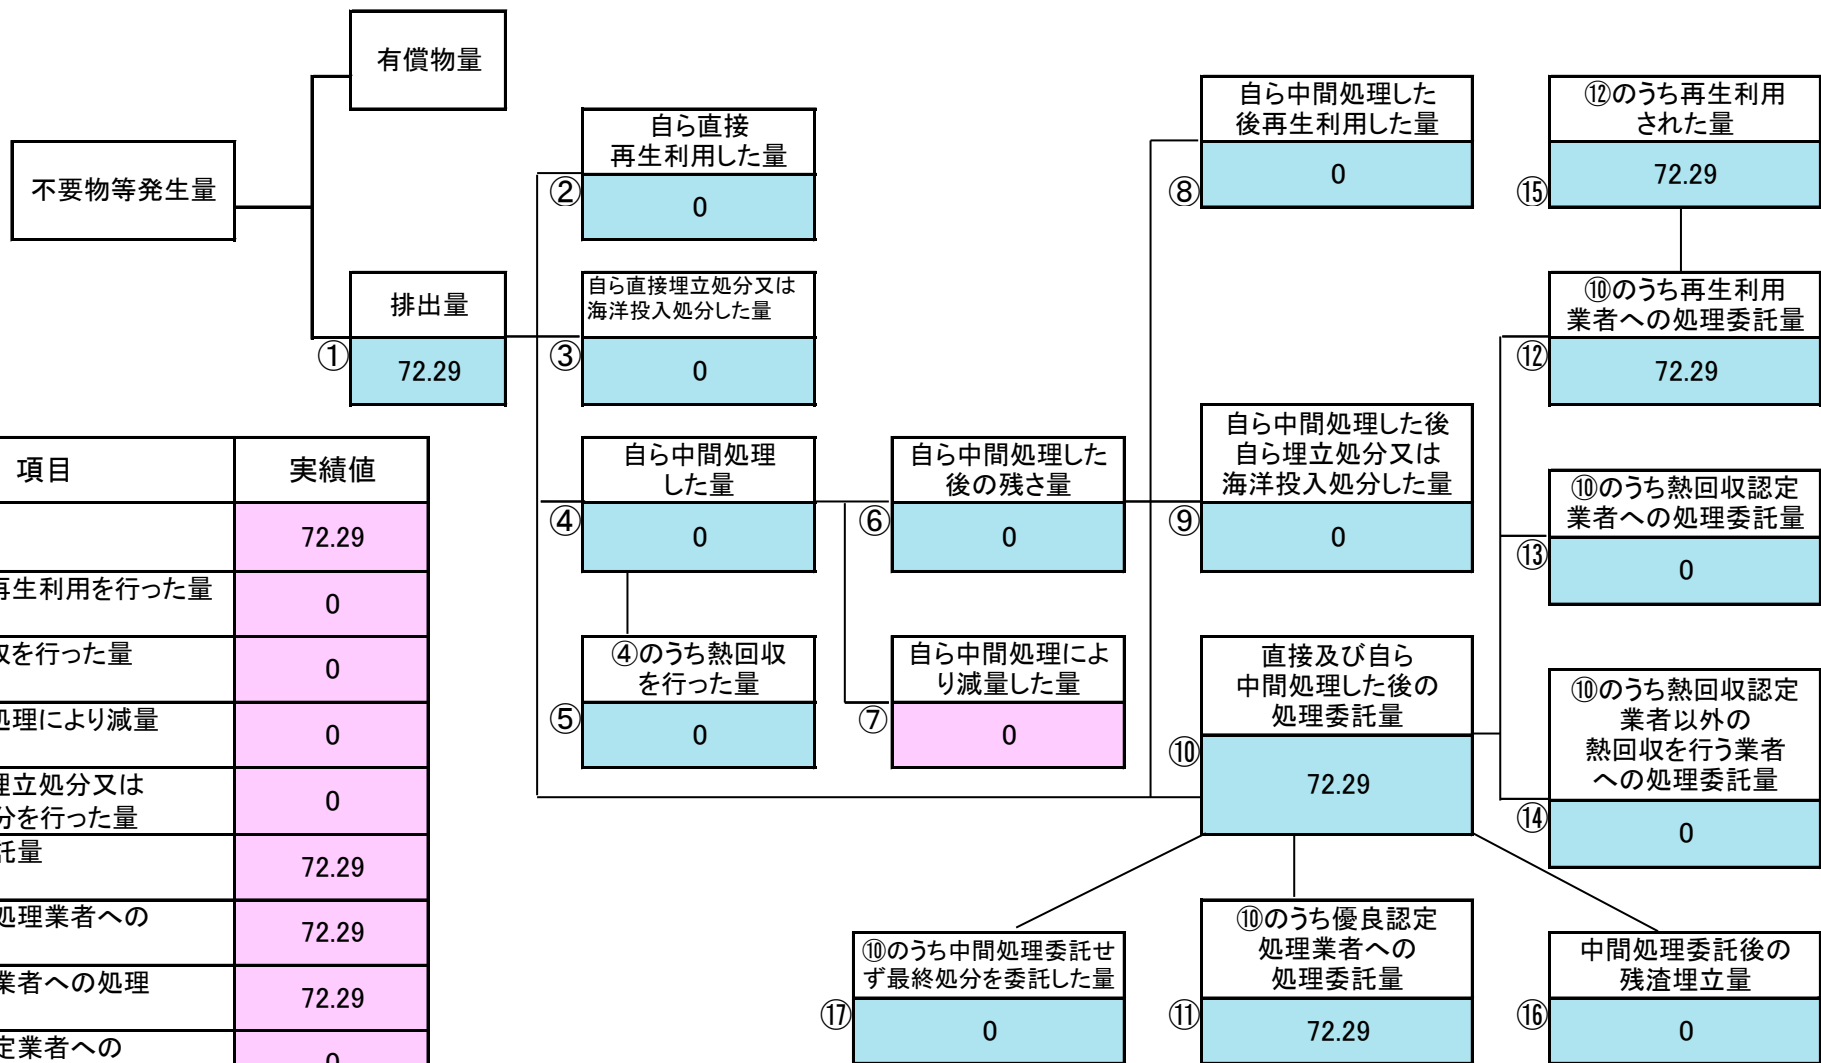 有償物量
不要物等発生量
排出量
①
72.29
自ら直接
再生利用した量
②
0
自ら直接埋立処分又は
海洋投入処分した量
③
0
自ら中間処理
した量
④
0
④のうち熱回収
を行った量
⑤
0
自ら中間処理した
後の残さ量
⑥
0
自ら中間処理によ
り減量した量
⑦
0
自ら中間処理した
後再生利用した量
⑧
0
自ら中間処理した後
自ら埋立処分又は
海洋投入処分した量
⑨
0
直接及び自ら
中間処理した後の
処理委託量
⑩
72.29
⑩のうち優良認定
処理業者への
処理委託量
⑪
72.29
⑫のうち再生利用
された量
⑮
72.29
⑩のうち再生利用
業者への処理委託量
⑫
72.29
⑩のうち熱回収認定
業者への処理委託量
⑬
0
⑩のうち熱回収認定
業者以外の
熱回収を行う業者
への処理委託量
⑭
0
中間処理委託後の
残渣埋立量
⑯
0
⑩のうち中間処理委託せ
ず最終処分を委託した量
⑰
0
項目 実績値
72.29
再生利用を行った量 0
収を行った量 0
処理により減量 0
埋立処分又は
分を行った量 0
託量 72.29
処理業者への 72.29
業者への処理 72.29
定業者への 0